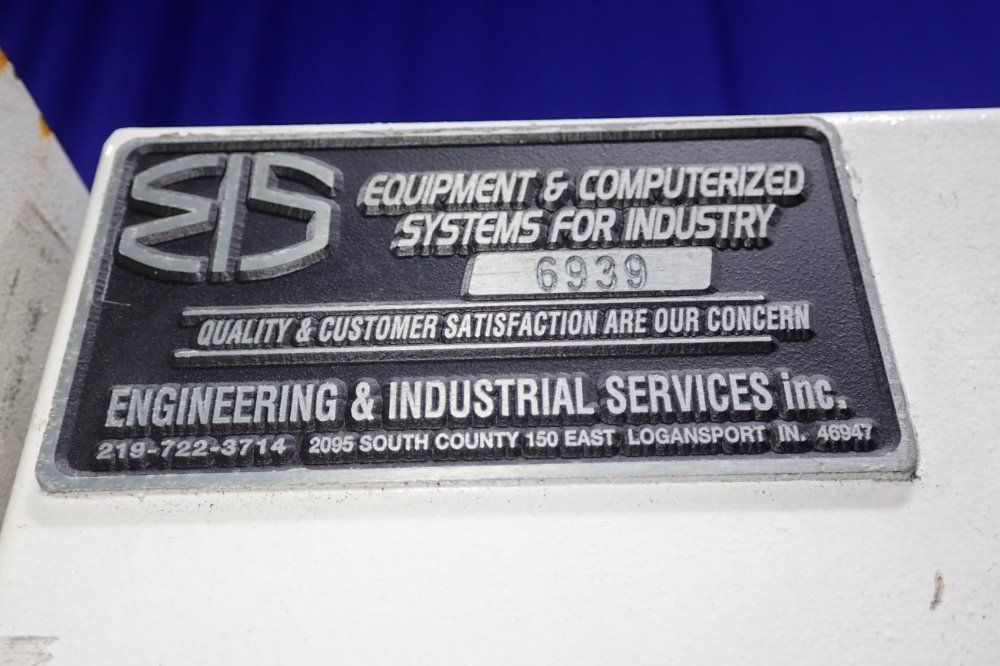 EIS
EQUIPMENT & COMPUTERIZED
SYSTEMS FOR INDUSTRY
6939
QUALITY & CUSTOMER SATISFACTION ARE OUR CONCERN
ENGINEERING & INDUSTRIAL SERVICES inc.
219-722-3714 2095 SOUTH COUNTY 150 EAST LOGANSPORT IN. 46947